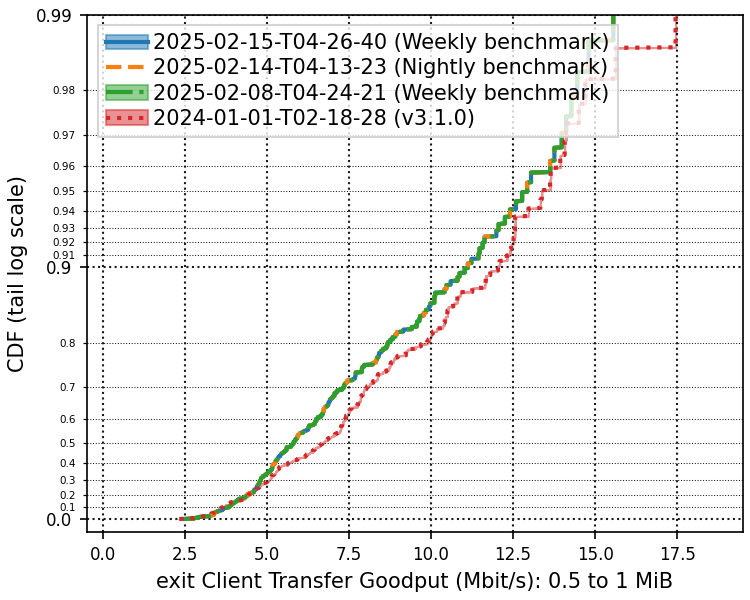 0.99
2025-02-15-T04-26-40 (Weekly benchmark)
2025-02-14-T04-13-23 (Nightly benchmark)
2025-02-08-T04-24-21 (Weekly benchmark)
2024-01-01-T02-18-28 (v3.1.0)
0.98
0.97
0.96
0.95
0.94
0.93
0.92
0.91
0.9
0.8
0.7
0.6
0.5
0.4
0.3
0.2
0.1
0.0
CDF (tail log scale)
0.0 2.5 5.0 7.5 10.0 12.5 15.0 17.5
exit Client Transfer Goodput (Mbit/s): 0.5 to 1 MiB